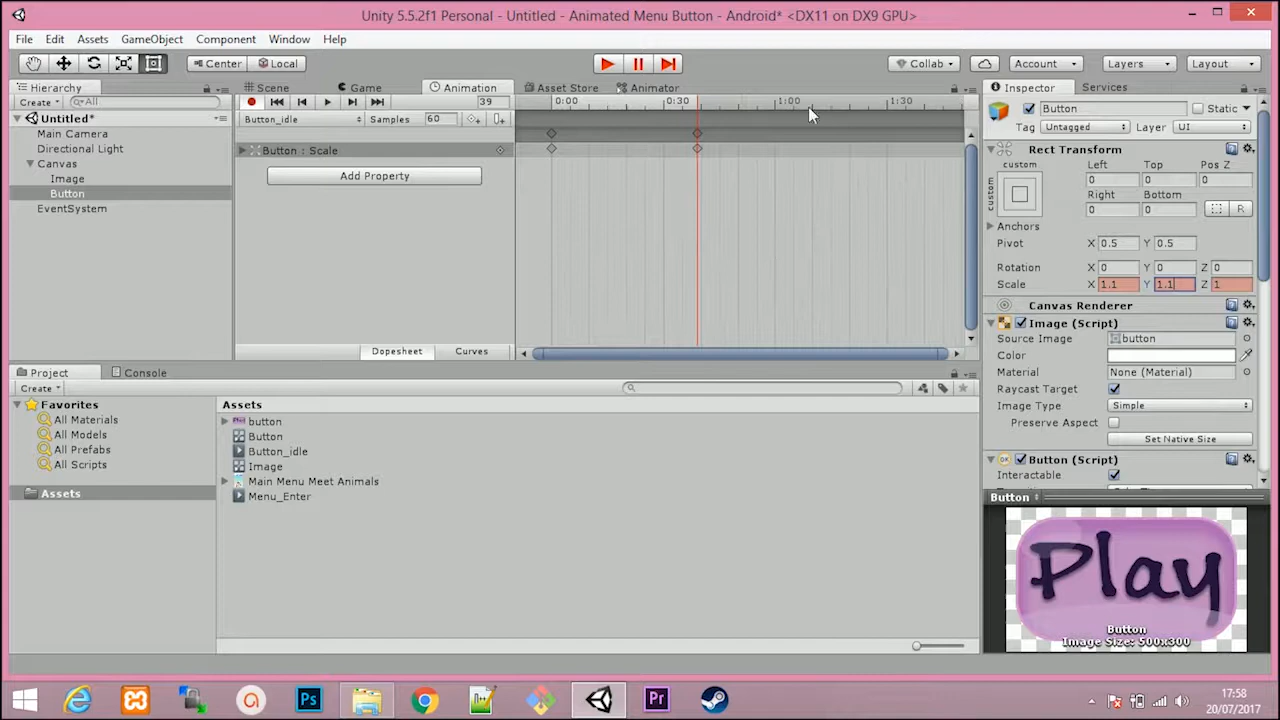 Unity 5.5.2f1 Personal - Untitled - Animated Menu Button - Android* <DX11 on DX9 GPU>
File Edit Assets GameObject Component Window Help
Center Local Collab Account Layers Layout
Hierarchy Scene Game Animation Asset Store Animator Inspector Services
Create All 39 0:00 0:30 1:00 1:30 Button Static
Untitled* Button_idle Samples 60 Tag Untagged Layer UI
Main Camera
Directional Light Button : Scale Rect Transform
Canvas custom Left Top Pos Z
Image Add Property custom 0 0 0
Button Right Bottom
EventSystem 0 0 R
Anchors
Pivot X 0.5 Y 0.5
Rotation X 0 Y 0 Z 0
Scale X 1.1 Y 1.1 Z 1
Canvas Renderer
Image (Script)
Source Image button
Dopesheet Curves Color
Project Console Material None (Material)
Create Raycast Target
Favorites Assets Image Type Simple
All Materials button Preserve Aspect
All Models Button Set Native Size
All Prefabs Button_idle Button (Script)
All Scripts Image Interactable
Assets Main Menu Meet Animals
Menu_Enter Button
Play
Play
Button
Image Size: 500x300
Ps Pr
17:58
20/07/2017